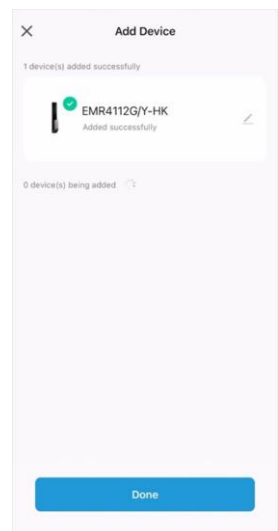 Add Device
1 device(s) added successfully
EMR4112G/Y-HK
Added successfully
0 device(s) being added
Done